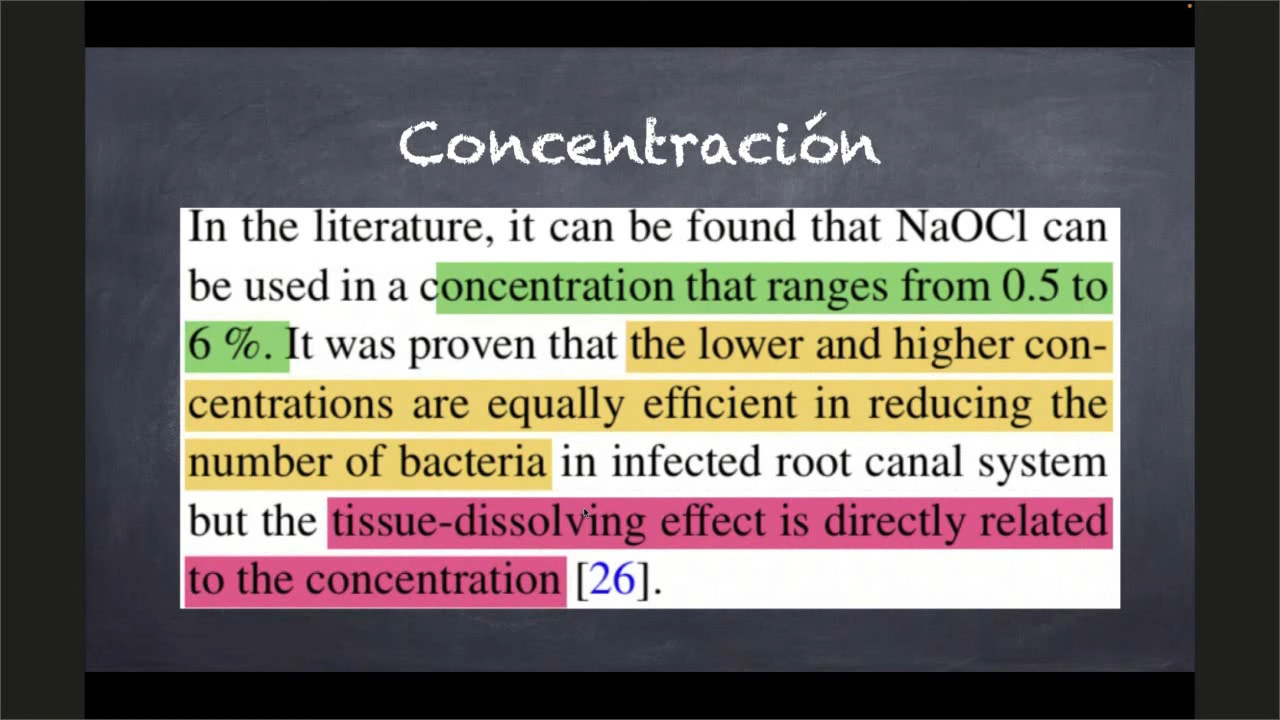 Concentración
In the literature, it can be found that NaOCl can
be used in a concentration that ranges from 0.5 to
6 %. It was proven that the lower and higher con-
centrations are equally efficient in reducing the
number of bacteria in infected root canal system
but the tissue-dissolving effect is directly related
to the concentration [26].